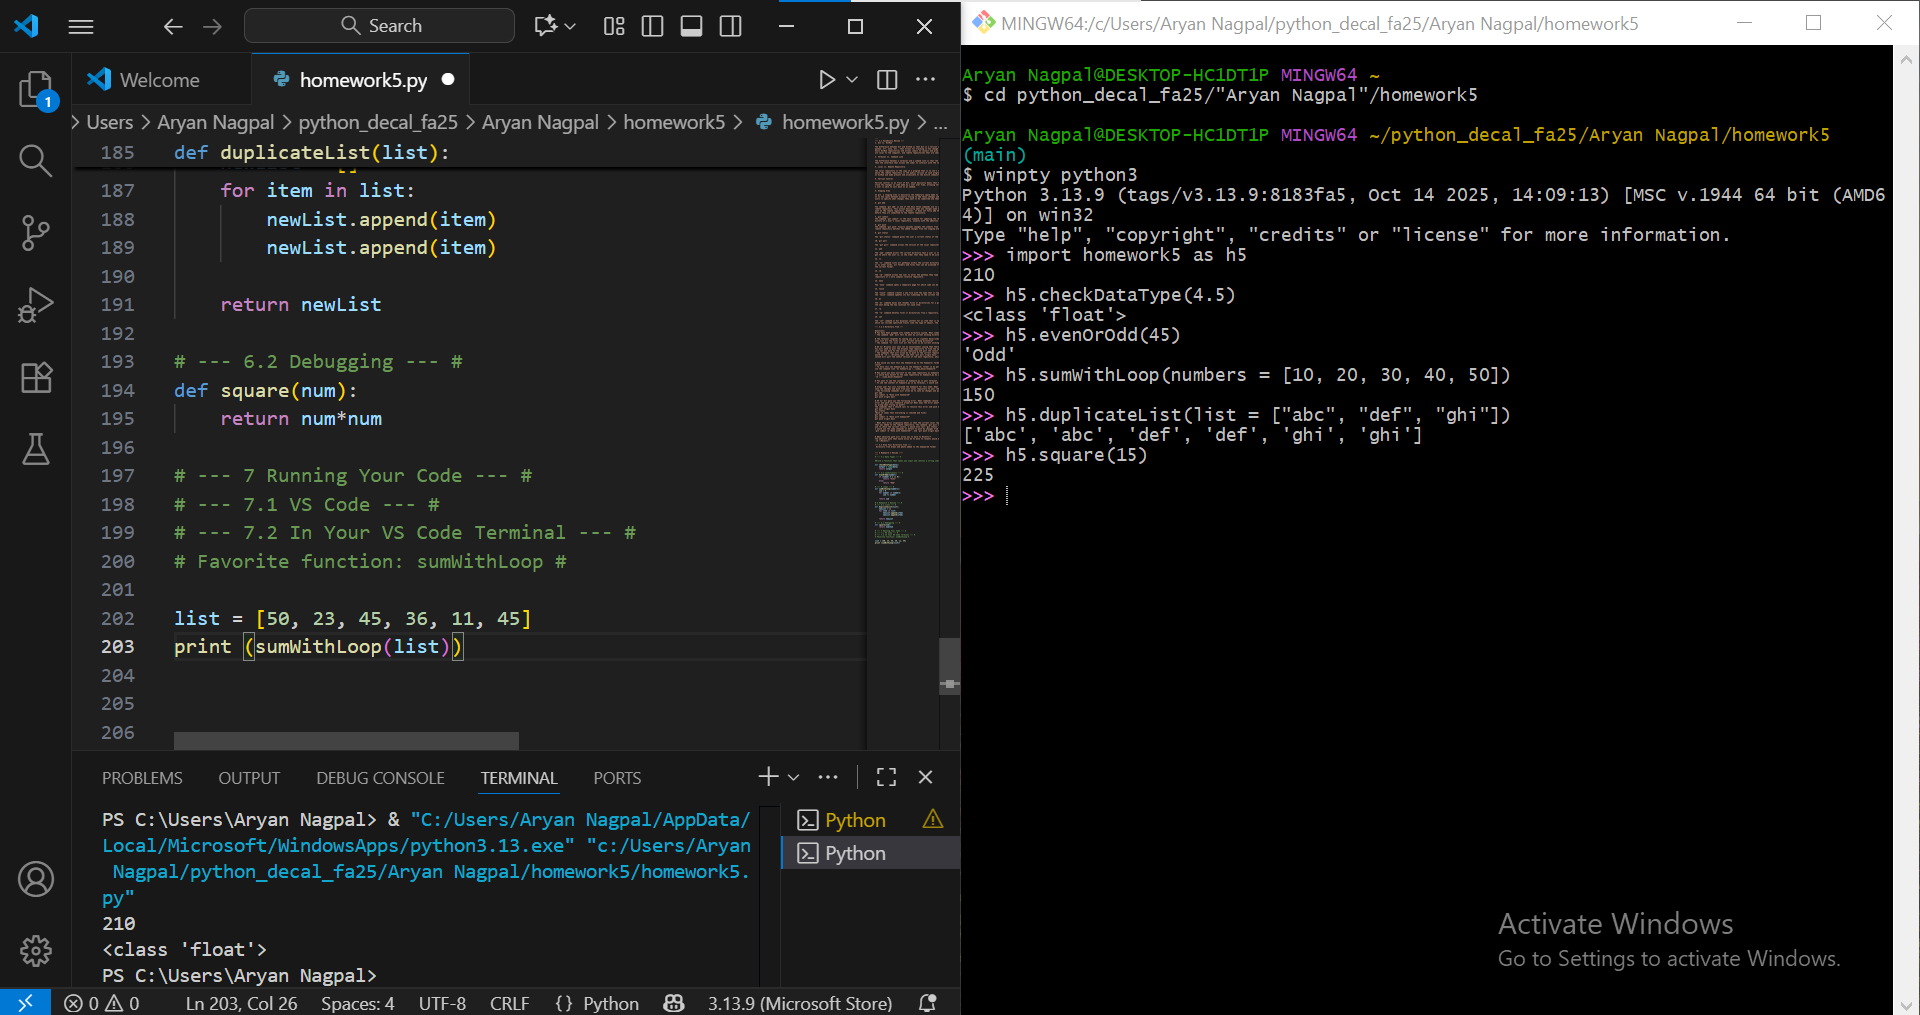 Search
Welcome
homework5.py
Users > Aryan Nagpal > python_decal_fa25 > Aryan Nagpal > homework5 > homework5.py > ...
185 def duplicateList(list):
187 for item in list:
188 newList.append(item)
189 newList.append(item)
190
191 return newList
192
193 # --- 6.2 Debugging --- #
194 def square(num):
195 return num*num
196
197 # --- 7 Running Your Code --- #
198 # --- 7.1 VS Code --- #
199 # --- 7.2 In Your VS Code Terminal --- #
200 # Favorite function: sumWithLoop #
201
202 list = [50, 23, 45, 36, 11, 45]
203 print (sumWithLoop(list))
204
205
206
1
PROBLEMS OUTPUT DEBUG CONSOLE TERMINAL PORTS
PS C:\Users\Aryan Nagpal> & "C:/Users/Aryan Nagpal/AppData/
Local/Microsoft/WindowsApps/python3.13.exe" "c:/Users/Aryan
Nagpal/python_decal_fa25/Aryan Nagpal/homework5/homework5.
py"
210
<class 'float'>
PS C:\Users\Aryan Nagpal>
Python
Python
0 0 Ln 203, Col 26 Spaces: 4 UTF-8 CRLF {} Python 3.13.9 (Microsoft Store)
MINGW64:/c/Users/Aryan Nagpal/python_decal_fa25/Aryan Nagpal/homework5
Aryan Nagpal@DESKTOP-HC1DT1P MINGW64 ~
$ cd python_decal_fa25/"Aryan Nagpal"/homework5
Aryan Nagpal@DESKTOP-HC1DT1P MINGW64 ~/python_decal_fa25/Aryan Nagpal/homework5
(main)
$ winpty python3
Python 3.13.9 (tags/v3.13.9:8183fa5, Oct 14 2025, 14:09:13) [MSC v.1944 64 bit (AMD6
4)] on win32
Type "help", "copyright", "credits" or "license" for more information.
>>> import homework5 as h5
210
>>> h5.checkDataType(4.5)
<class 'float'>
>>> h5.evenOrOdd(45)
'Odd'
>>> h5.sumWithLoop(numbers = [10, 20, 30, 40, 50])
150
>>> h5.duplicateList(list = ["abc", "def", "ghi"])
['abc', 'abc', 'def', 'def', 'ghi', 'ghi']
>>> h5.square(15)
225
>>>
Activate Windows
Go to Settings to activate Windows.